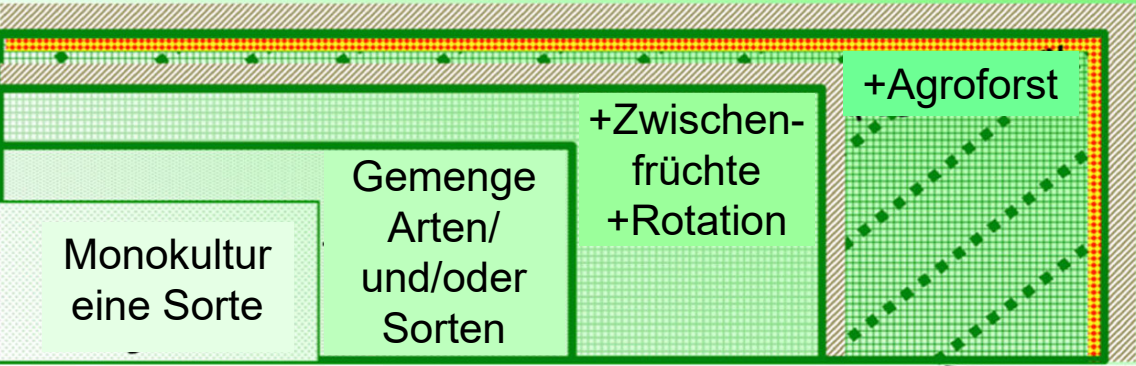 Monokultur
eine Sorte
Gemenge
Arten/
und/oder
Sorten
+Zwischen-
früchte
+Rotation
+Agroforst